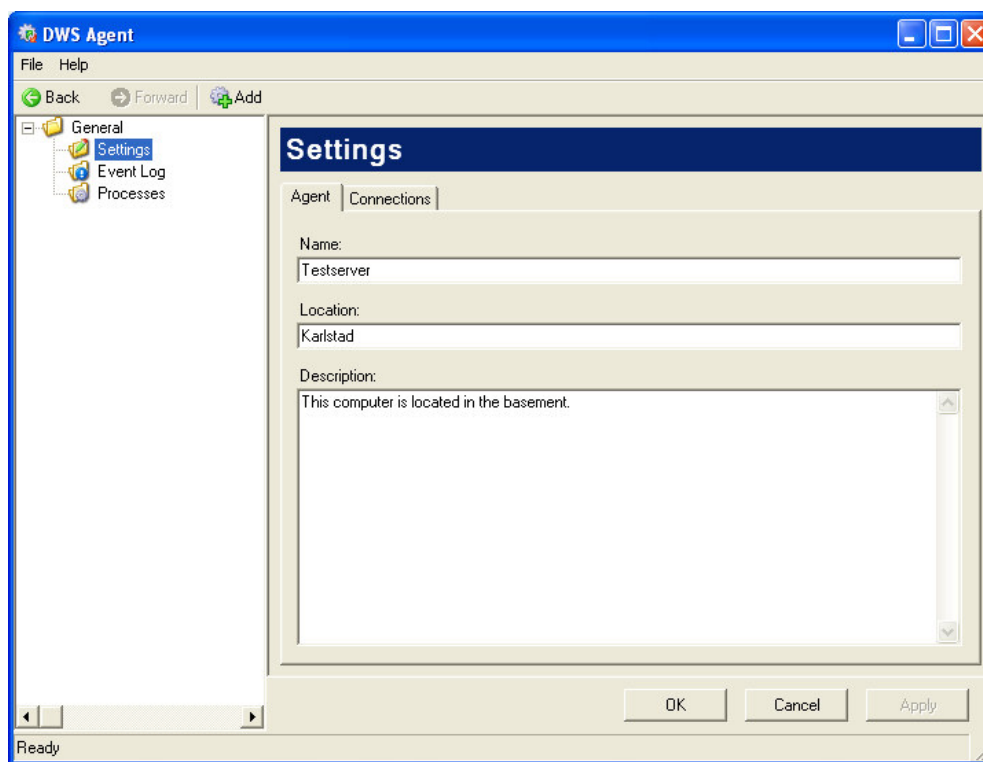 DWS Agent
File Help
Back Forward Add
General
Settings
Event Log
Processes
Settings
Agent Connections
Name:
Testserver
Location:
Karlstad
Description:
This computer is located in the basement.
OK Cancel Apply
Ready